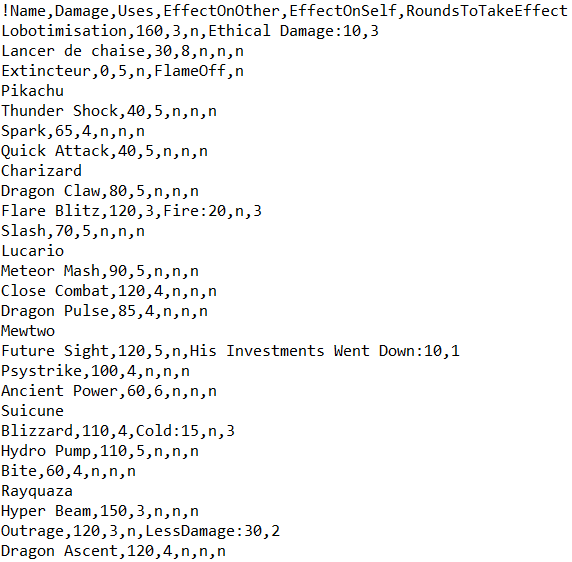 !Name,Damage,Uses,EffectOnOther,EffectOnSelf,RoundsToTakeEffect
Lobotimisation,160,3,n,Ethical Damage:10,3
Lancer de chaise,30,8,n,n,n
Extincteur,0,5,n,FlameOff,n
Pikachu
Thunder Shock,40,5,n,n,n
Spark,65,4,n,n,n
Quick Attack,40,5,n,n,n
Charizard
Dragon Claw,80,5,n,n,n
Flare Blitz,120,3,Fire:20,n,3
Slash,70,5,n,n,n
Lucario
Meteor Mash,90,5,n,n,n
Close Combat,120,4,n,n,n
Dragon Pulse,85,4,n,n,n
Mewtwo
Future Sight,120,5,n,His Investments Went Down:10,1
Psystrike,100,4,n,n,n
Ancient Power,60,6,n,n,n
Suicune
Blizzard,110,4,Cold:15,n,3
Hydro Pump,110,5,n,n,n
Bite,60,4,n,n,n
Rayquaza
Hyper Beam,150,3,n,n,n
Outrage,120,3,n,LessDamage:30,2
Dragon Ascent,120,4,n,n,n